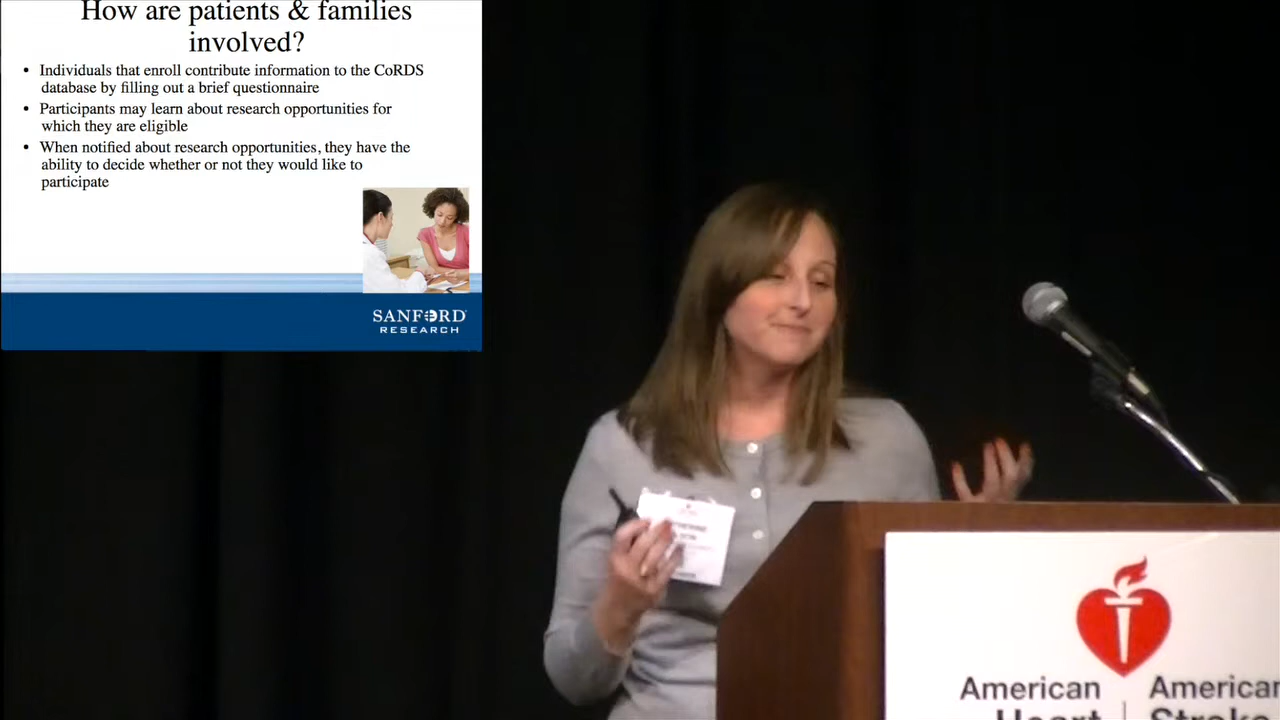 How are patients & families
involved?
• Individuals that enroll contribute information to the CoRDS
database by filling out a brief questionnaire
• Participants may learn about research opportunities for
which they are eligible
• When notified about research opportunities, they have the
ability to decide whether or not they would like to
participate
SANFORD
RESEARCH
American
Heart
American
Stroke